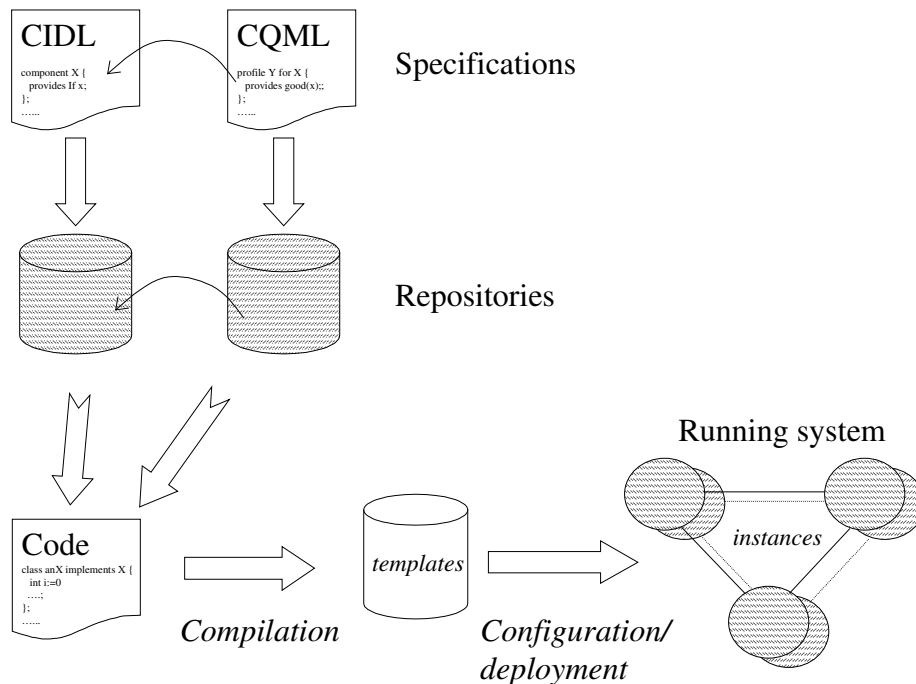 CIDL
component X {
provides If x;
};
…...
CQML
profile Y for X {
provides good(x);;
};
…...
Specifications
Repositories
Running system
instances
Code
class anX implements X {
int i:=0
….;
};
…...
Compilation
templates
Configuration/
deployment